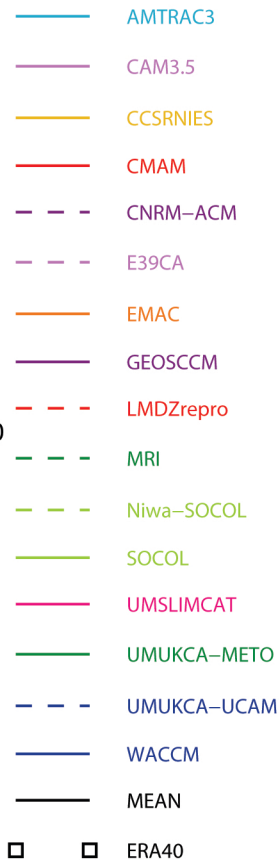 AMTRAC3
CAM3.5
CCSRNIES
CMAM
CNRM−ACM
E39CA
EMAC
GEOSCCM
LMDZrepro
MRI
Niwa−SOCOL
SOCOL
UMSLIMCAT
UMUKCA−METO
UMUKCA−UCAM
WACCM
MEAN
ERA40